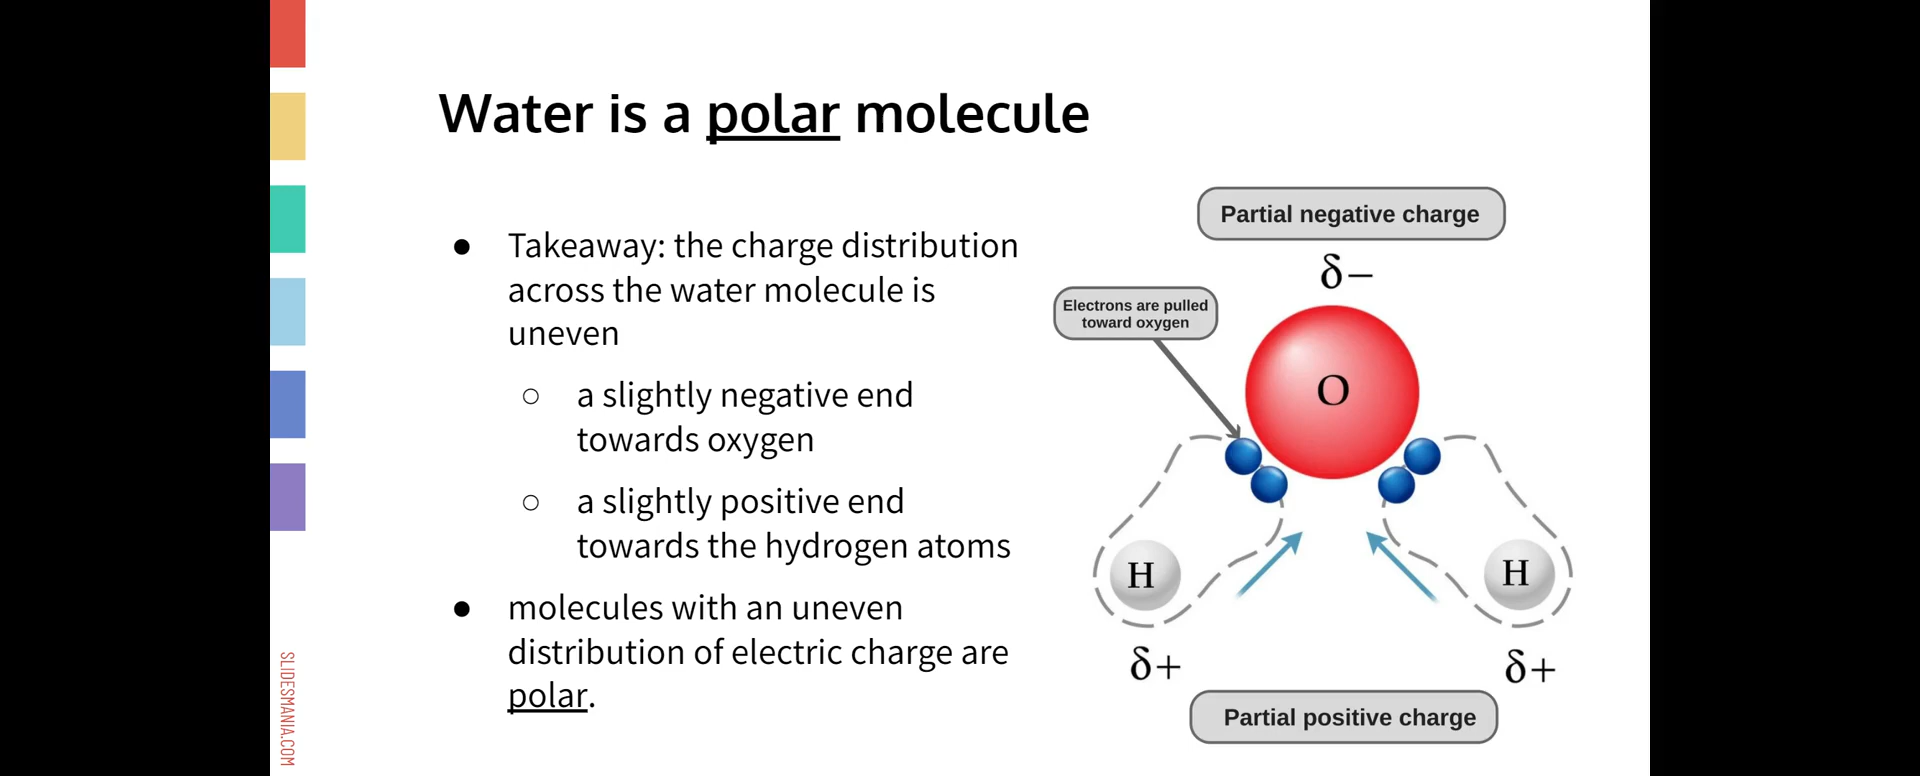 Water is a polar molecule
● Takeaway: the charge distribution
across the water molecule is
uneven
○ a slightly negative end
towards oxygen
○ a slightly positive end
towards the hydrogen atoms
● molecules with an uneven
distribution of electric charge are
polar.
Partial negative charge
δ−
Electrons are pulled
toward oxygen
O
H
H
δ+
δ+
Partial positive charge
SLIDESMANIA.COM